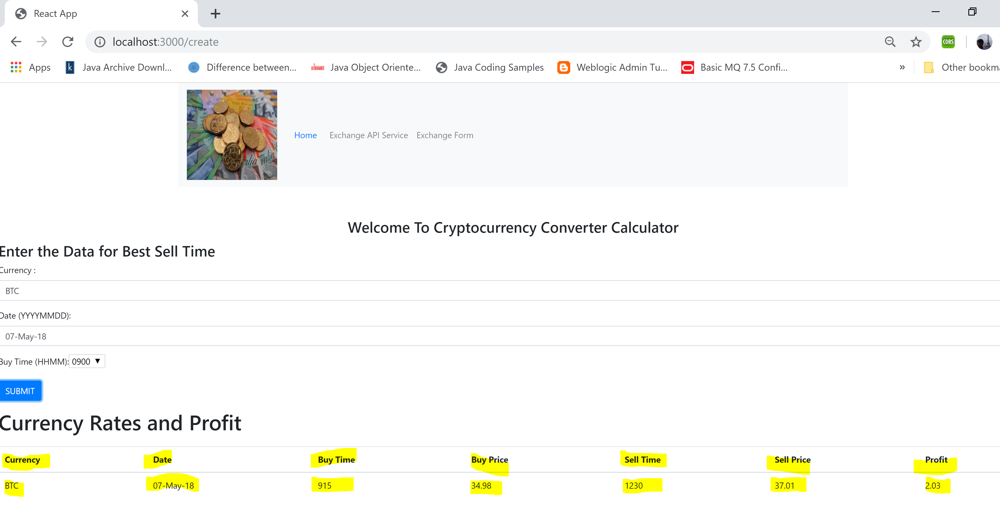 React App
localhost:3000/create
CORS
Apps Java Archive Downl... Difference between... Java Object Oriente... Java Coding Samples Weblogic Admin Tu... Basic MQ 7.5 Confi... » Other bookma
Home Exchange API Service Exchange Form
Welcome To Cryptocurrency Converter Calculator
Enter the Data for Best Sell Time
Currency :
BTC
Date (YYYYMMDD):
07-May-18
Buy Time (HHMM): 0900
SUBMIT
Currency Rates and Profit
Currency Date Buy Time Buy Price Sell Time Sell Price Profit
BTC 07-May-18 915 34.98 1230 37.01 2.03